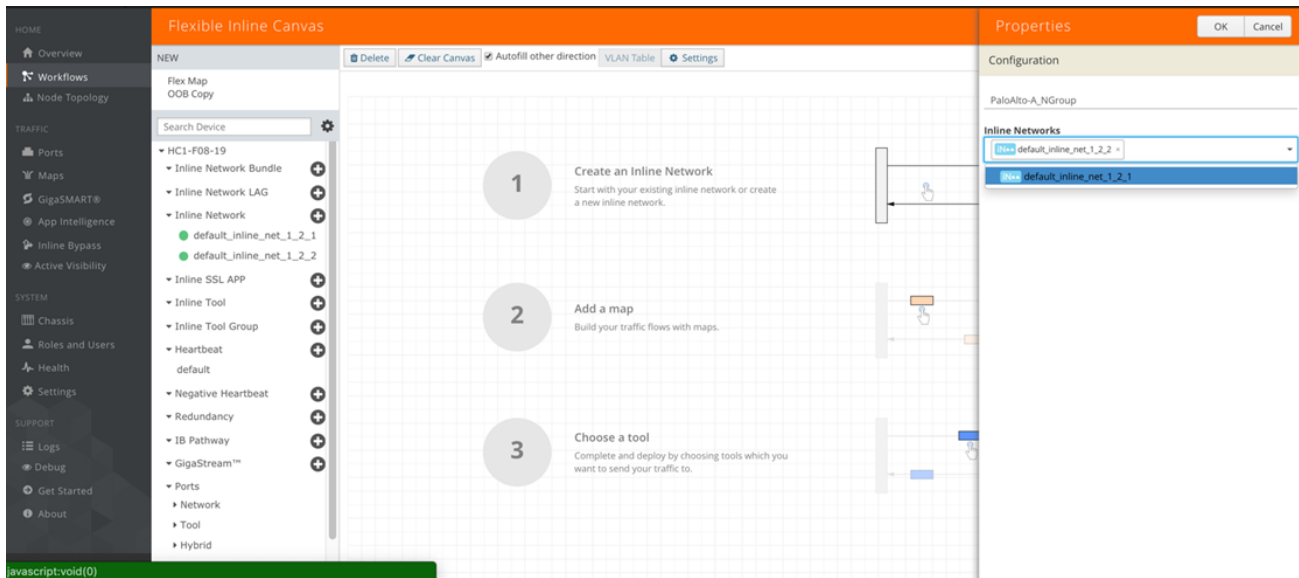 HOME
Overview
Workflows
Node Topology
TRAFFIC
Ports
Maps
GigaSMART®
App Intelligence
Inline Bypass
Active Visibility
SYSTEM
Chassis
Roles and Users
Health
Settings
SUPPORT
Logs
Debug
Get Started
About
javascript:void(0)
Flexible Inline Canvas
NEW
Flex Map
OOB Copy
Search Device
HC1-F08-19
Inline Network Bundle
Inline Network LAG
Inline Network
default_inline_net_1_2_1
default_inline_net_1_2_2
Inline SSL APP
Inline Tool
Inline Tool Group
Heartbeat
default
Negative Heartbeat
Redundancy
IB Pathway
GigaStream™
Ports
Network
Tool
Hybrid
Delete Clear Canvas Autofill other direction VLAN Table Settings
1
Create an Inline Network
Start with your existing inline network or create
a new inline network.
2
Add a map
Build your traffic flows with maps.
3
Choose a tool
Complete and deploy by choosing tools which you
want to send your traffic to.
Properties
OK Cancel
Configuration
PaloAlto-A_NGroup
Inline Networks
default_inline_net_1_2_2 ×
default_inline_net_1_2_1